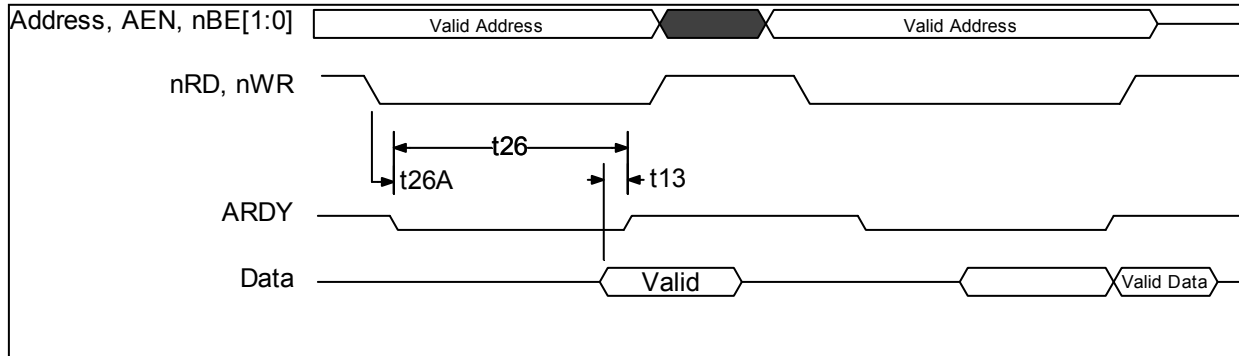 Address, AEN, nBE[1:0] Valid Address Valid Address
nRD, nWR
t26
t26A t13
ARDY
Data Valid Valid Data